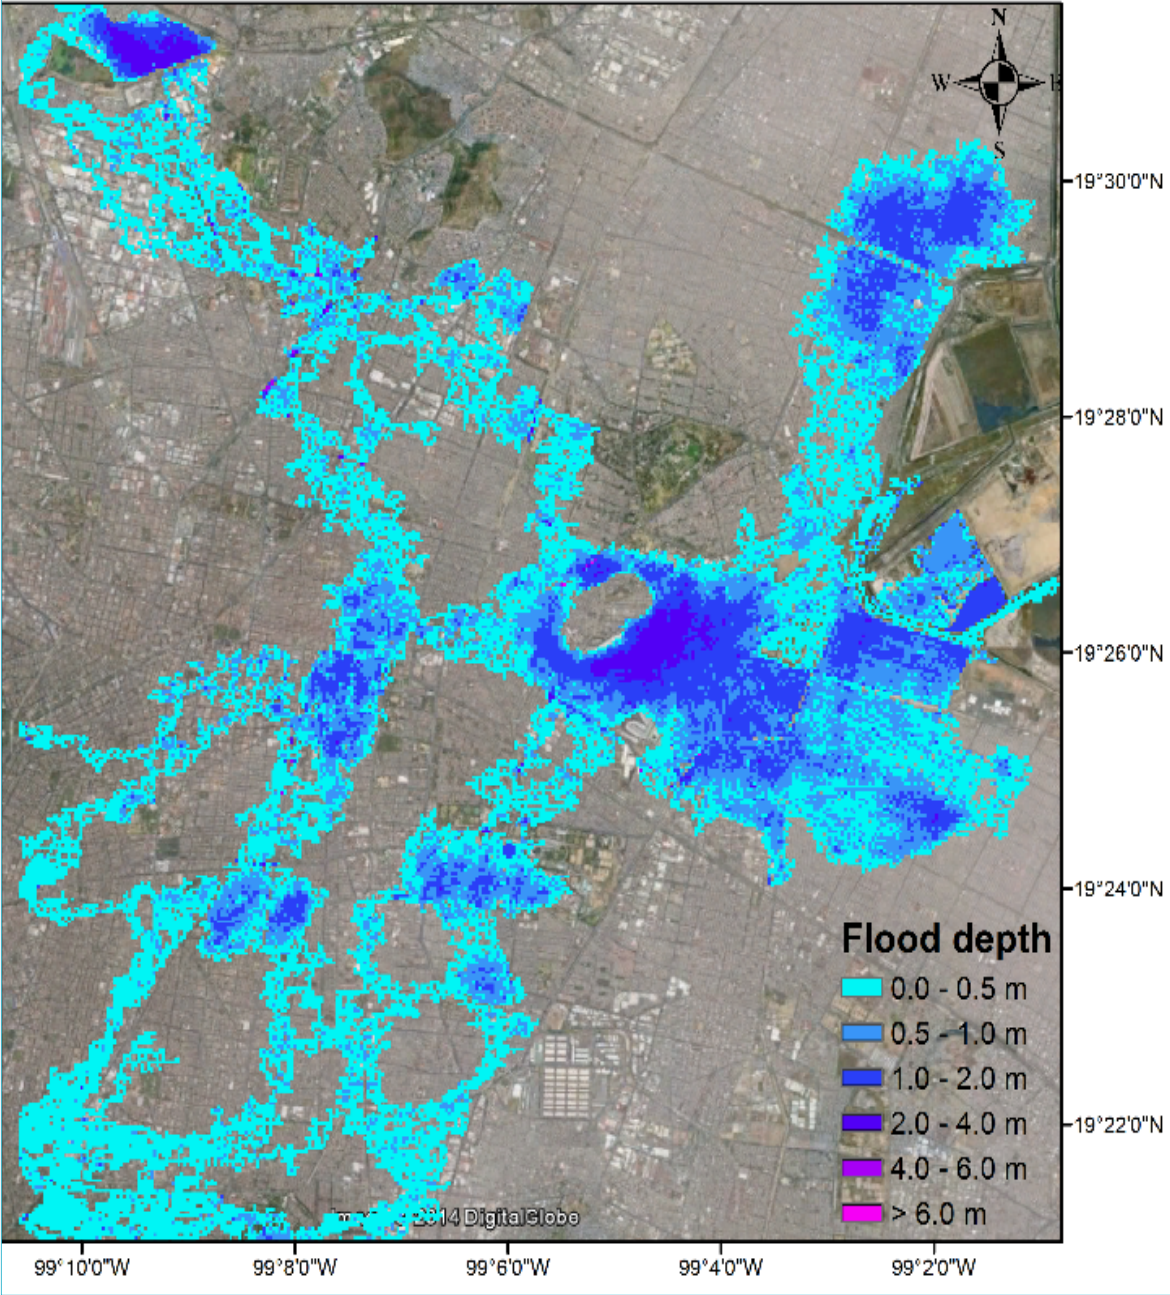 N
W
S
19°30'0"N
19°28'0"N
19°26'0"N
19°24'0"N
19°22'0"N
Flood depth
0.0 - 0.5 m
0.5 - 1.0 m
1.0 - 2.0 m
2.0 - 4.0 m
4.0 - 6.0 m
> 6.0 m
2014 DigitalGlobe
99°10'0"W 99°8'0"W 99°6'0"W 99°4'0"W 99°2'0"W